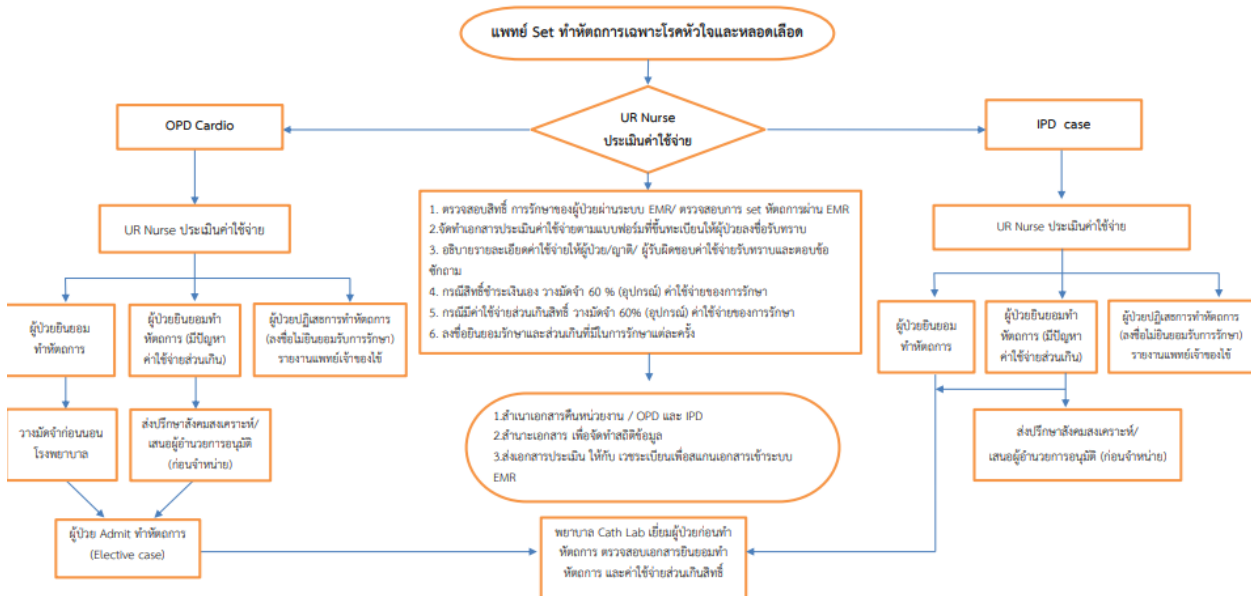 แพทย์ Set ทำหัตถการเฉพาะโรคหัวใจและหลอดเลือด
UR Nurse
ประเมินค่าใช้จ่าย
OPD Cardio
IPD case
UR Nurse ประเมินค่าใช้จ่าย
1. ตรวจสอบสิทธิ์ การรักษาของผู้ป่วยผ่านระบบ EMR/ ตรวจสอบการ set หัตถการผ่าน EMR
2.จัดทำเอกสารประเมินค่าใช้จ่ายตามแบบฟอร์มที่ขึ้นทะเบียนให้ผู้ป่วยลงชื่อรับทราบ
3. อธิบายรายละเอียดค่าใช้จ่ายให้ผู้ป่วย/ญาติ/ ผู้รับผิดชอบค่าใช้จ่ายรับทราบและตอบข้อ
ซักถาม
4. กรณีสิทธิ์ชำระเงินเอง วางมัดจำ 60 % (อุปกรณ์) ค่าใช้จ่ายของการรักษา
5. กรณีมีค่าใช้จ่ายส่วนเกินสิทธิ์ วางมัดจำ 60% (อุปกรณ์) ค่าใช้จ่ายของการรักษา
6. ลงชื่อยินยอมรักษาและส่วนเกินที่มีในการรักษาแต่ละครั้ง
UR Nurse ประเมินค่าใช้จ่าย
ผู้ป่วยยินยอม
ทำหัตถการ
ผู้ป่วยยินยอมทำ
หัตถการ (มีปัญหา
ค่าใช้จ่ายส่วนเกิน)
ผู้ป่วยปฏิเสธการทำหัตถการ
(ลงชื่อไม่ยินยอมรับการรักษา)
รายงานแพทย์เจ้าของไข้
ผู้ป่วยยินยอม
ทำหัตถการ
ผู้ป่วยยินยอมทำ
หัตถการ (มีปัญหา
ค่าใช้จ่ายส่วนเกิน)
ผู้ป่วยปฏิเสธการทำหัตถการ
(ลงชื่อไม่ยินยอมรับการรักษา)
รายงานแพทย์เจ้าของไข้
วางมัดจำก่อนนอน
โรงพยาบาล
ส่งปรึกษาสังคมสงเคราะห์/
เสนอผู้อำนวยการอนุมัติ
(ก่อนจำหน่าย)
1.สำเนาเอกสารคืนหน่วยงาน / OPD และ IPD
2.สำนะเอกสาร เพื่อจัดทำสถิติข้อมูล
3.ส่งเอกสารประเมิน ให้กับ เวชระเบียนเพื่อสแกนเอกสารเข้าระบบ
EMR
ส่งปรึกษาสังคมสงเคราะห์/
เสนอผู้อำนวยการอนุมัติ (ก่อนจำหน่าย)
ผู้ป่วย Admit ทำหัตถการ
(Elective case)
พยาบาล Cath Lab เยี่ยมผู้ป่วยก่อนทำ
หัตถการ ตรวจสอบเอกสารยินยอมทำ
หัตถการ และค่าใช้จ่ายส่วนเกินสิทธิ์